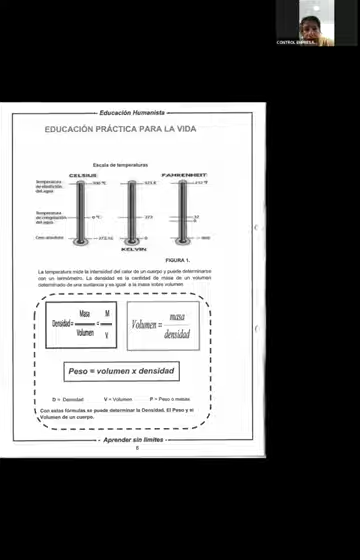 Educación Humanista
EDUCACIÓN PRÁCTICA PARA LA VIDA
Escala de temperaturas
CELSIUS
FAHRENHEIT
Temperatura
de ebullición
del agua
100 °C
373 K
212 °F
Temperatura
de congelación
del agua
0 °C
273
32
Cero absoluto
0
KELVIN
FIGURA 1.
La temperatura mide la intensidad del calor de un cuerpo y puede determinarse
con un termómetro. La densidad es la cantidad de masa de un volumen
determinado de una sustancia y es igual a la masa sobre volumen
Densidad = Masa / Volumen = M / V
Volumen = masa / densidad
Peso = volumen x densidad
D = Densidad V = Volumen P = Peso o masas
Con estas fórmulas se puede determinar la Densidad. El Peso y el
Volumen de un cuerpo.
Aprender sin límites